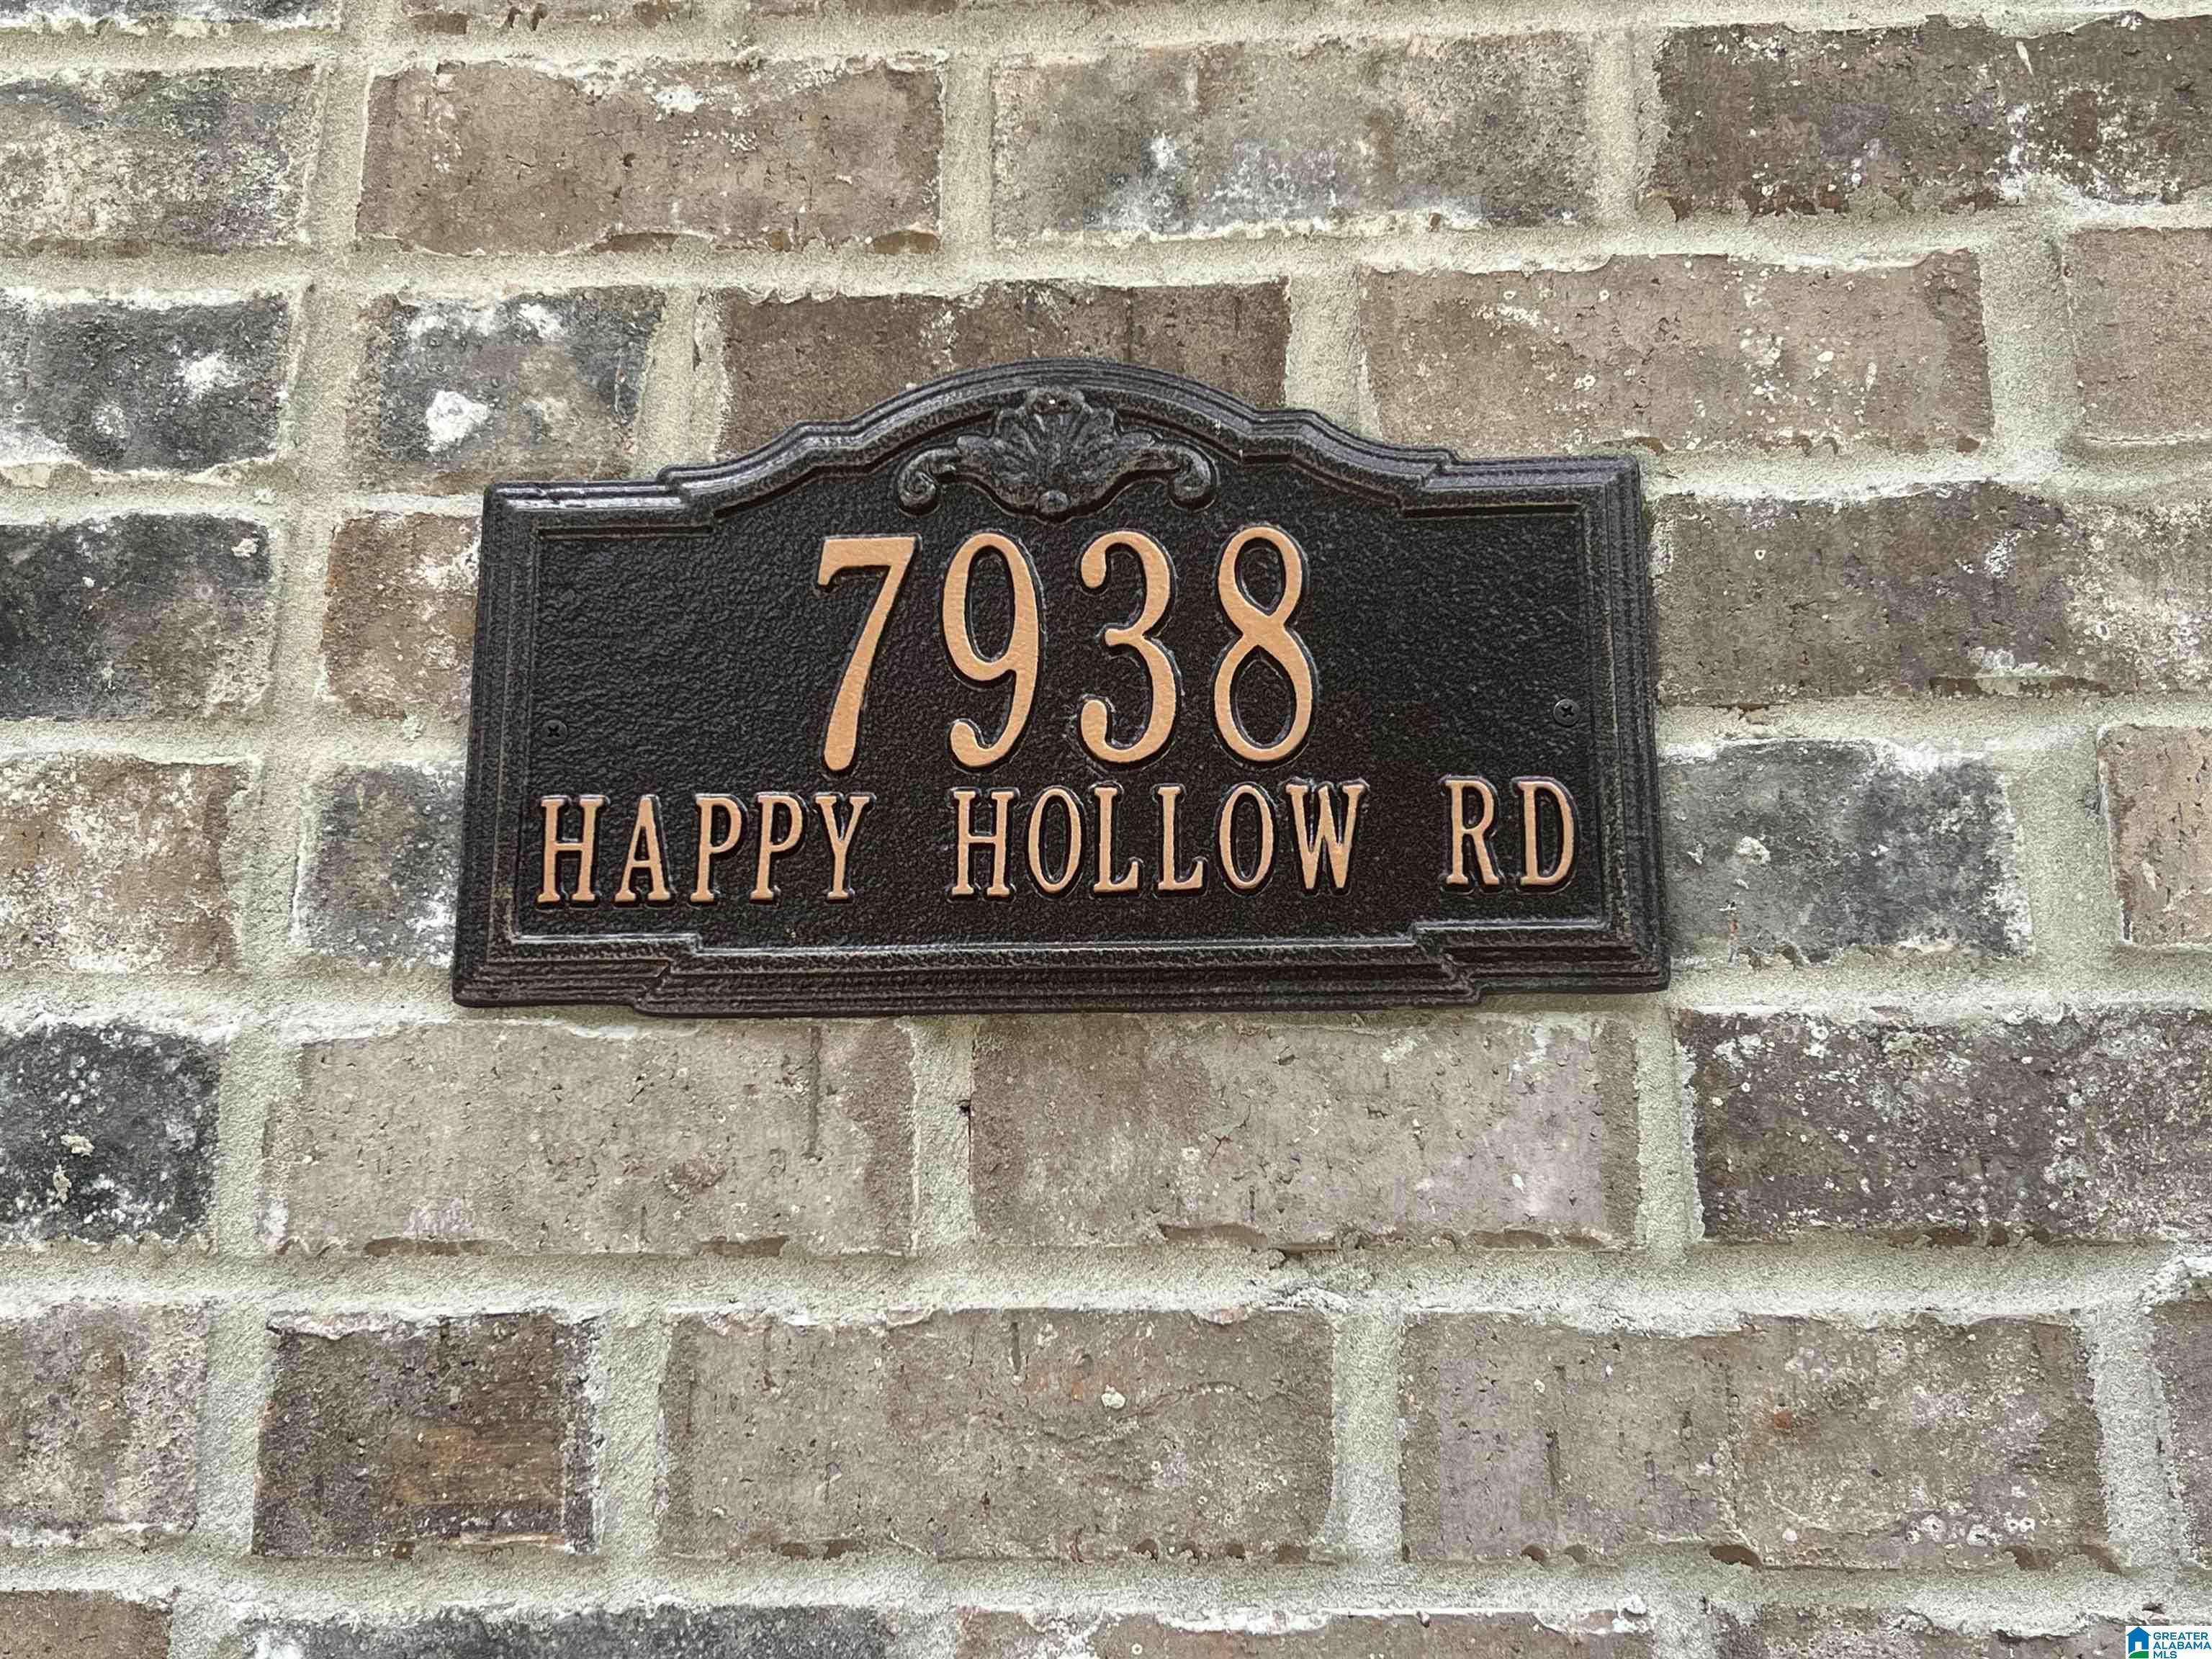 7938
HAPPY HOLLOW RD
GREATER
ALABAMA
MLS